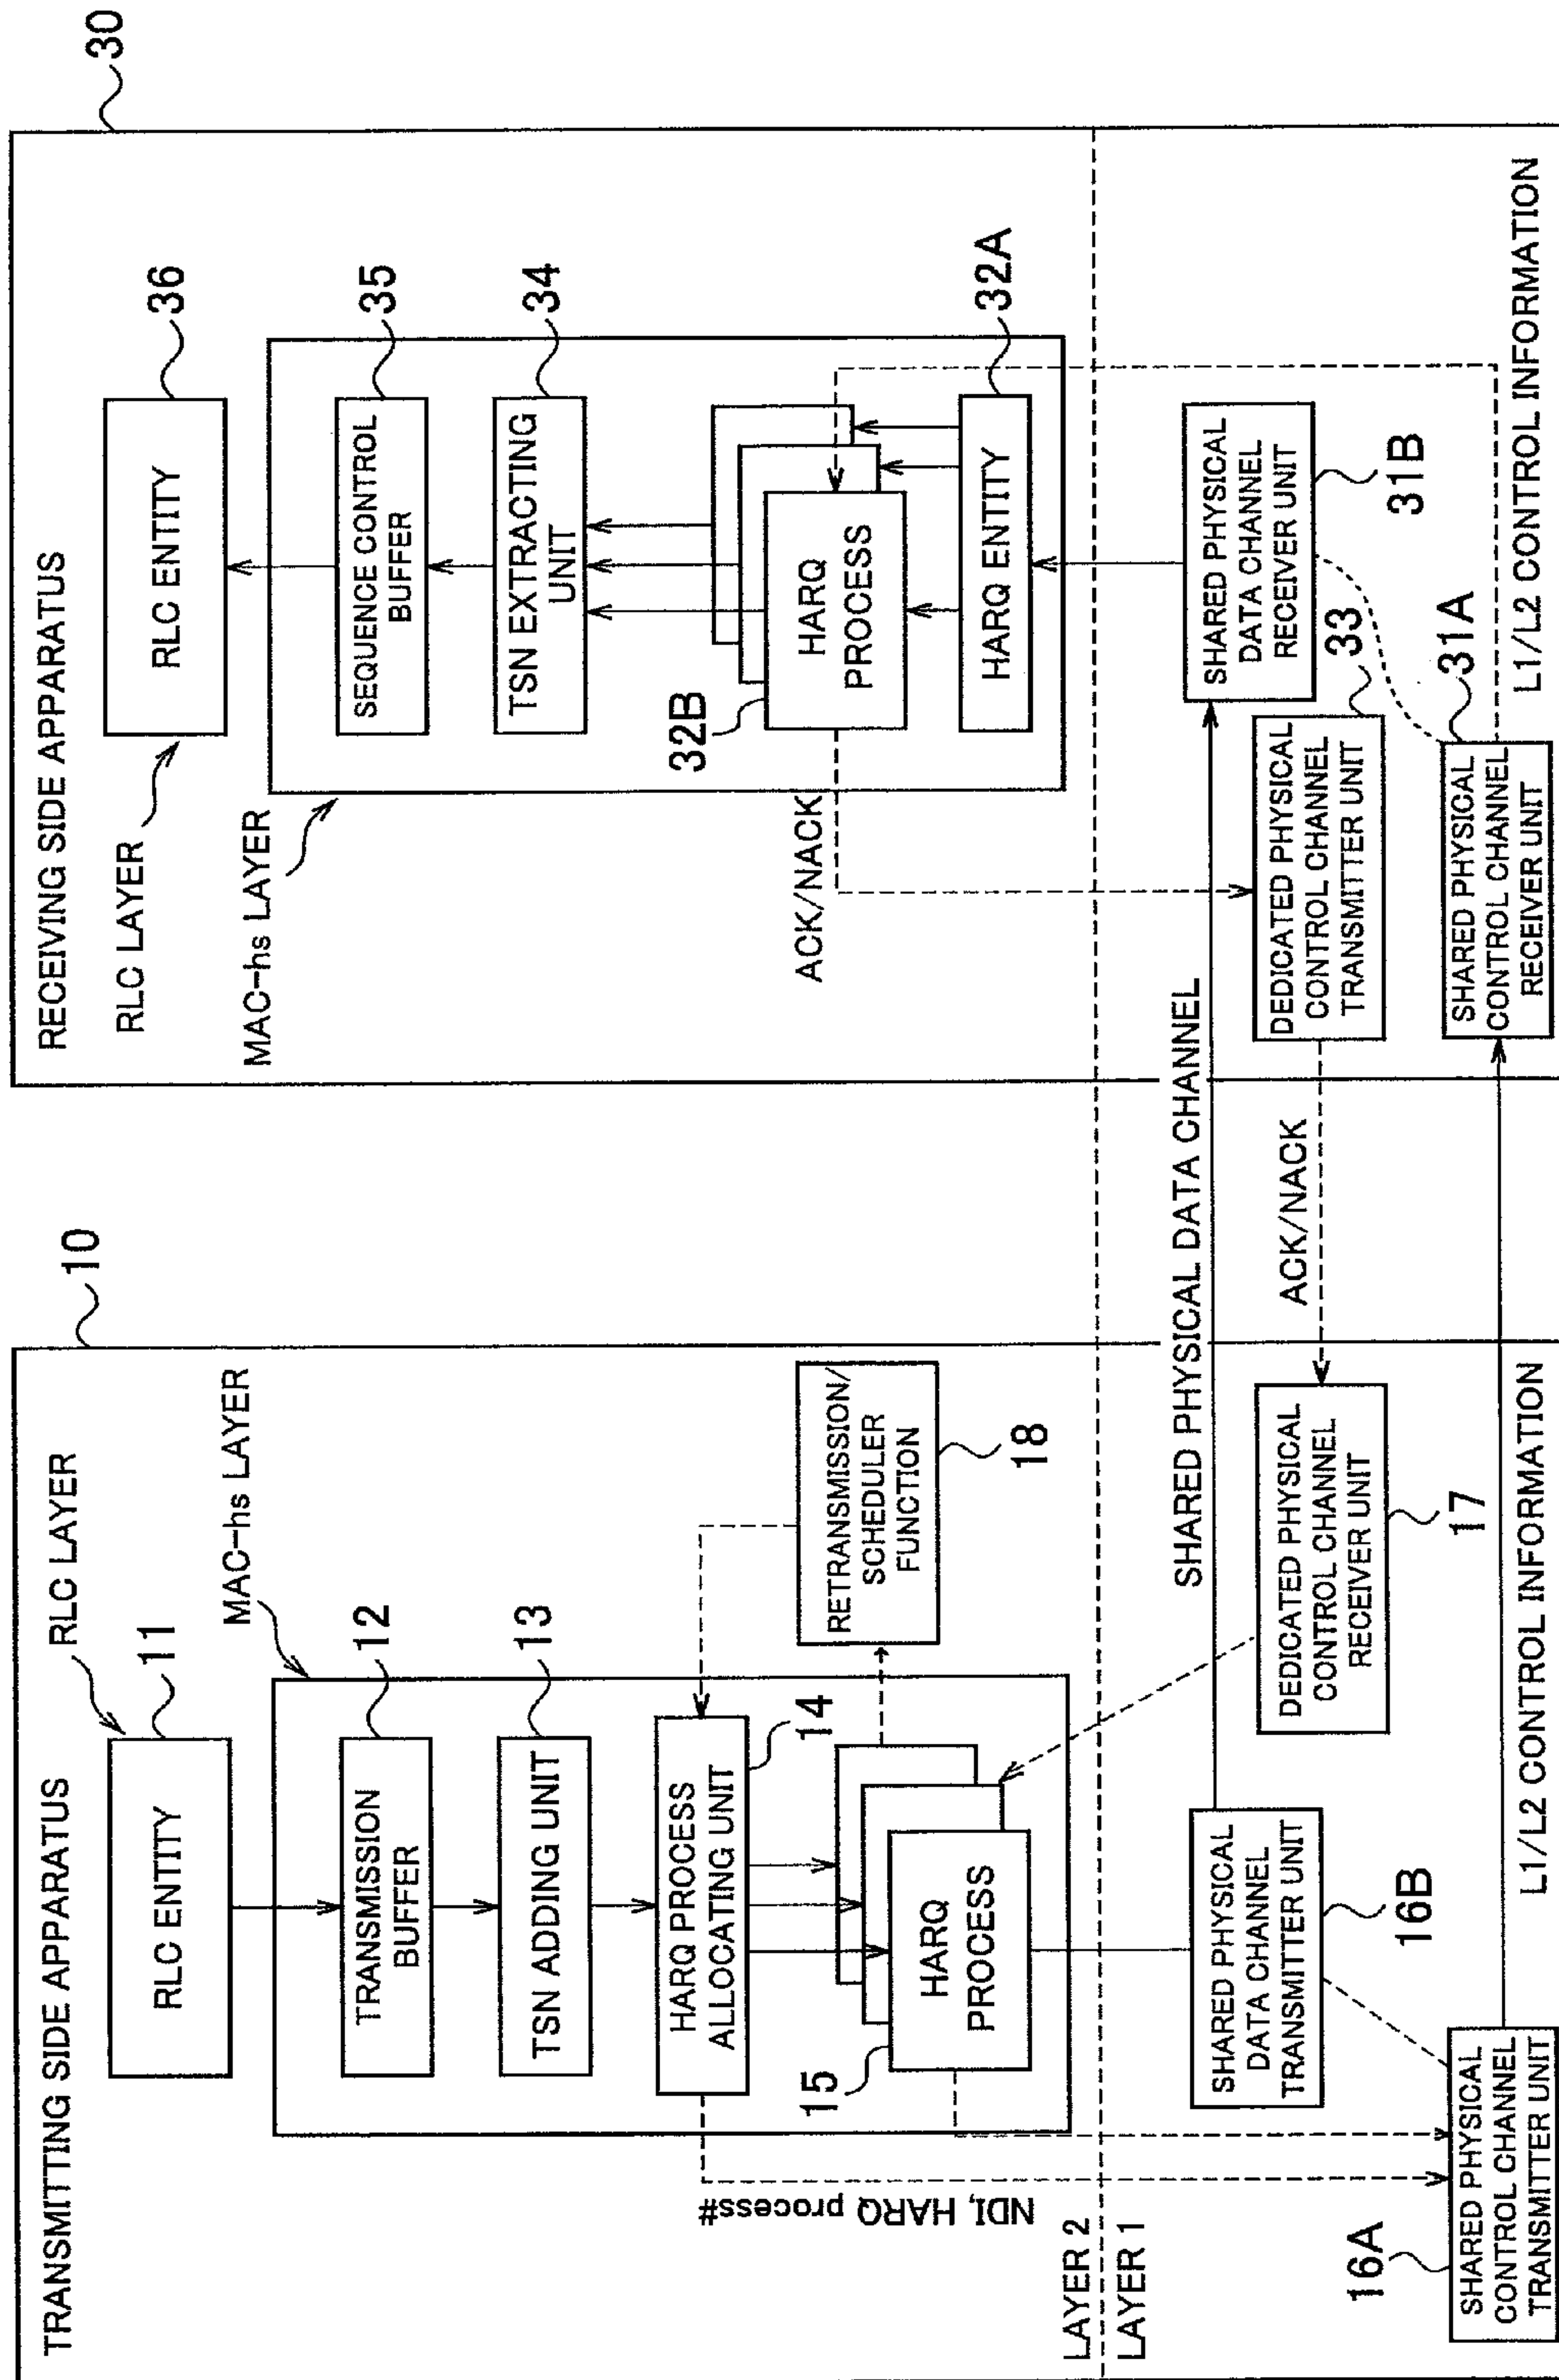 TRANSMITTING SIDE APPARATUS
10
RLC LAYER
11
RLC ENTITY
MAC-hs LAYER
12
TRANSMISSION
BUFFER
13
TSN ADDING UNIT
HARQ PROCESS
ALLOCATING UNIT
14
RETRANSMISSION/
SCHEDULER
FUNCTION
18
15
HARQ
PROCESS
NDI, HARQ process#
LAYER 2
LAYER 1
SHARED PHYSICAL
DATA CHANNEL
TRANSMITTER UNIT
16B
DEDICATED PHYSICAL
CONTROL CHANNEL
RECEIVER UNIT
17
16A
SHARED PHYSICAL
CONTROL CHANNEL
TRANSMITTER UNIT
L1/L2 CONTROL INFORMATION
SHARED PHYSICAL DATA CHANNEL
ACK/NACK
RECEIVING SIDE APPARATUS
30
RLC LAYER
RLC ENTITY
36
MAC-hs LAYER
SEQUENCE CONTROL
BUFFER
35
TSN EXTRACTING
UNIT
34
32B
HARQ
PROCESS
ACK/NACK
HARQ ENTITY
32A
SHARED PHYSICAL
DATA CHANNEL
RECEIVER UNIT
31B
DEDICATED PHYSICAL
CONTROL CHANNEL
TRANSMITTER UNIT
33
SHARED PHYSICAL
CONTROL CHANNEL
RECEIVER UNIT
31A
L1/L2 CONTROL INFORMATION